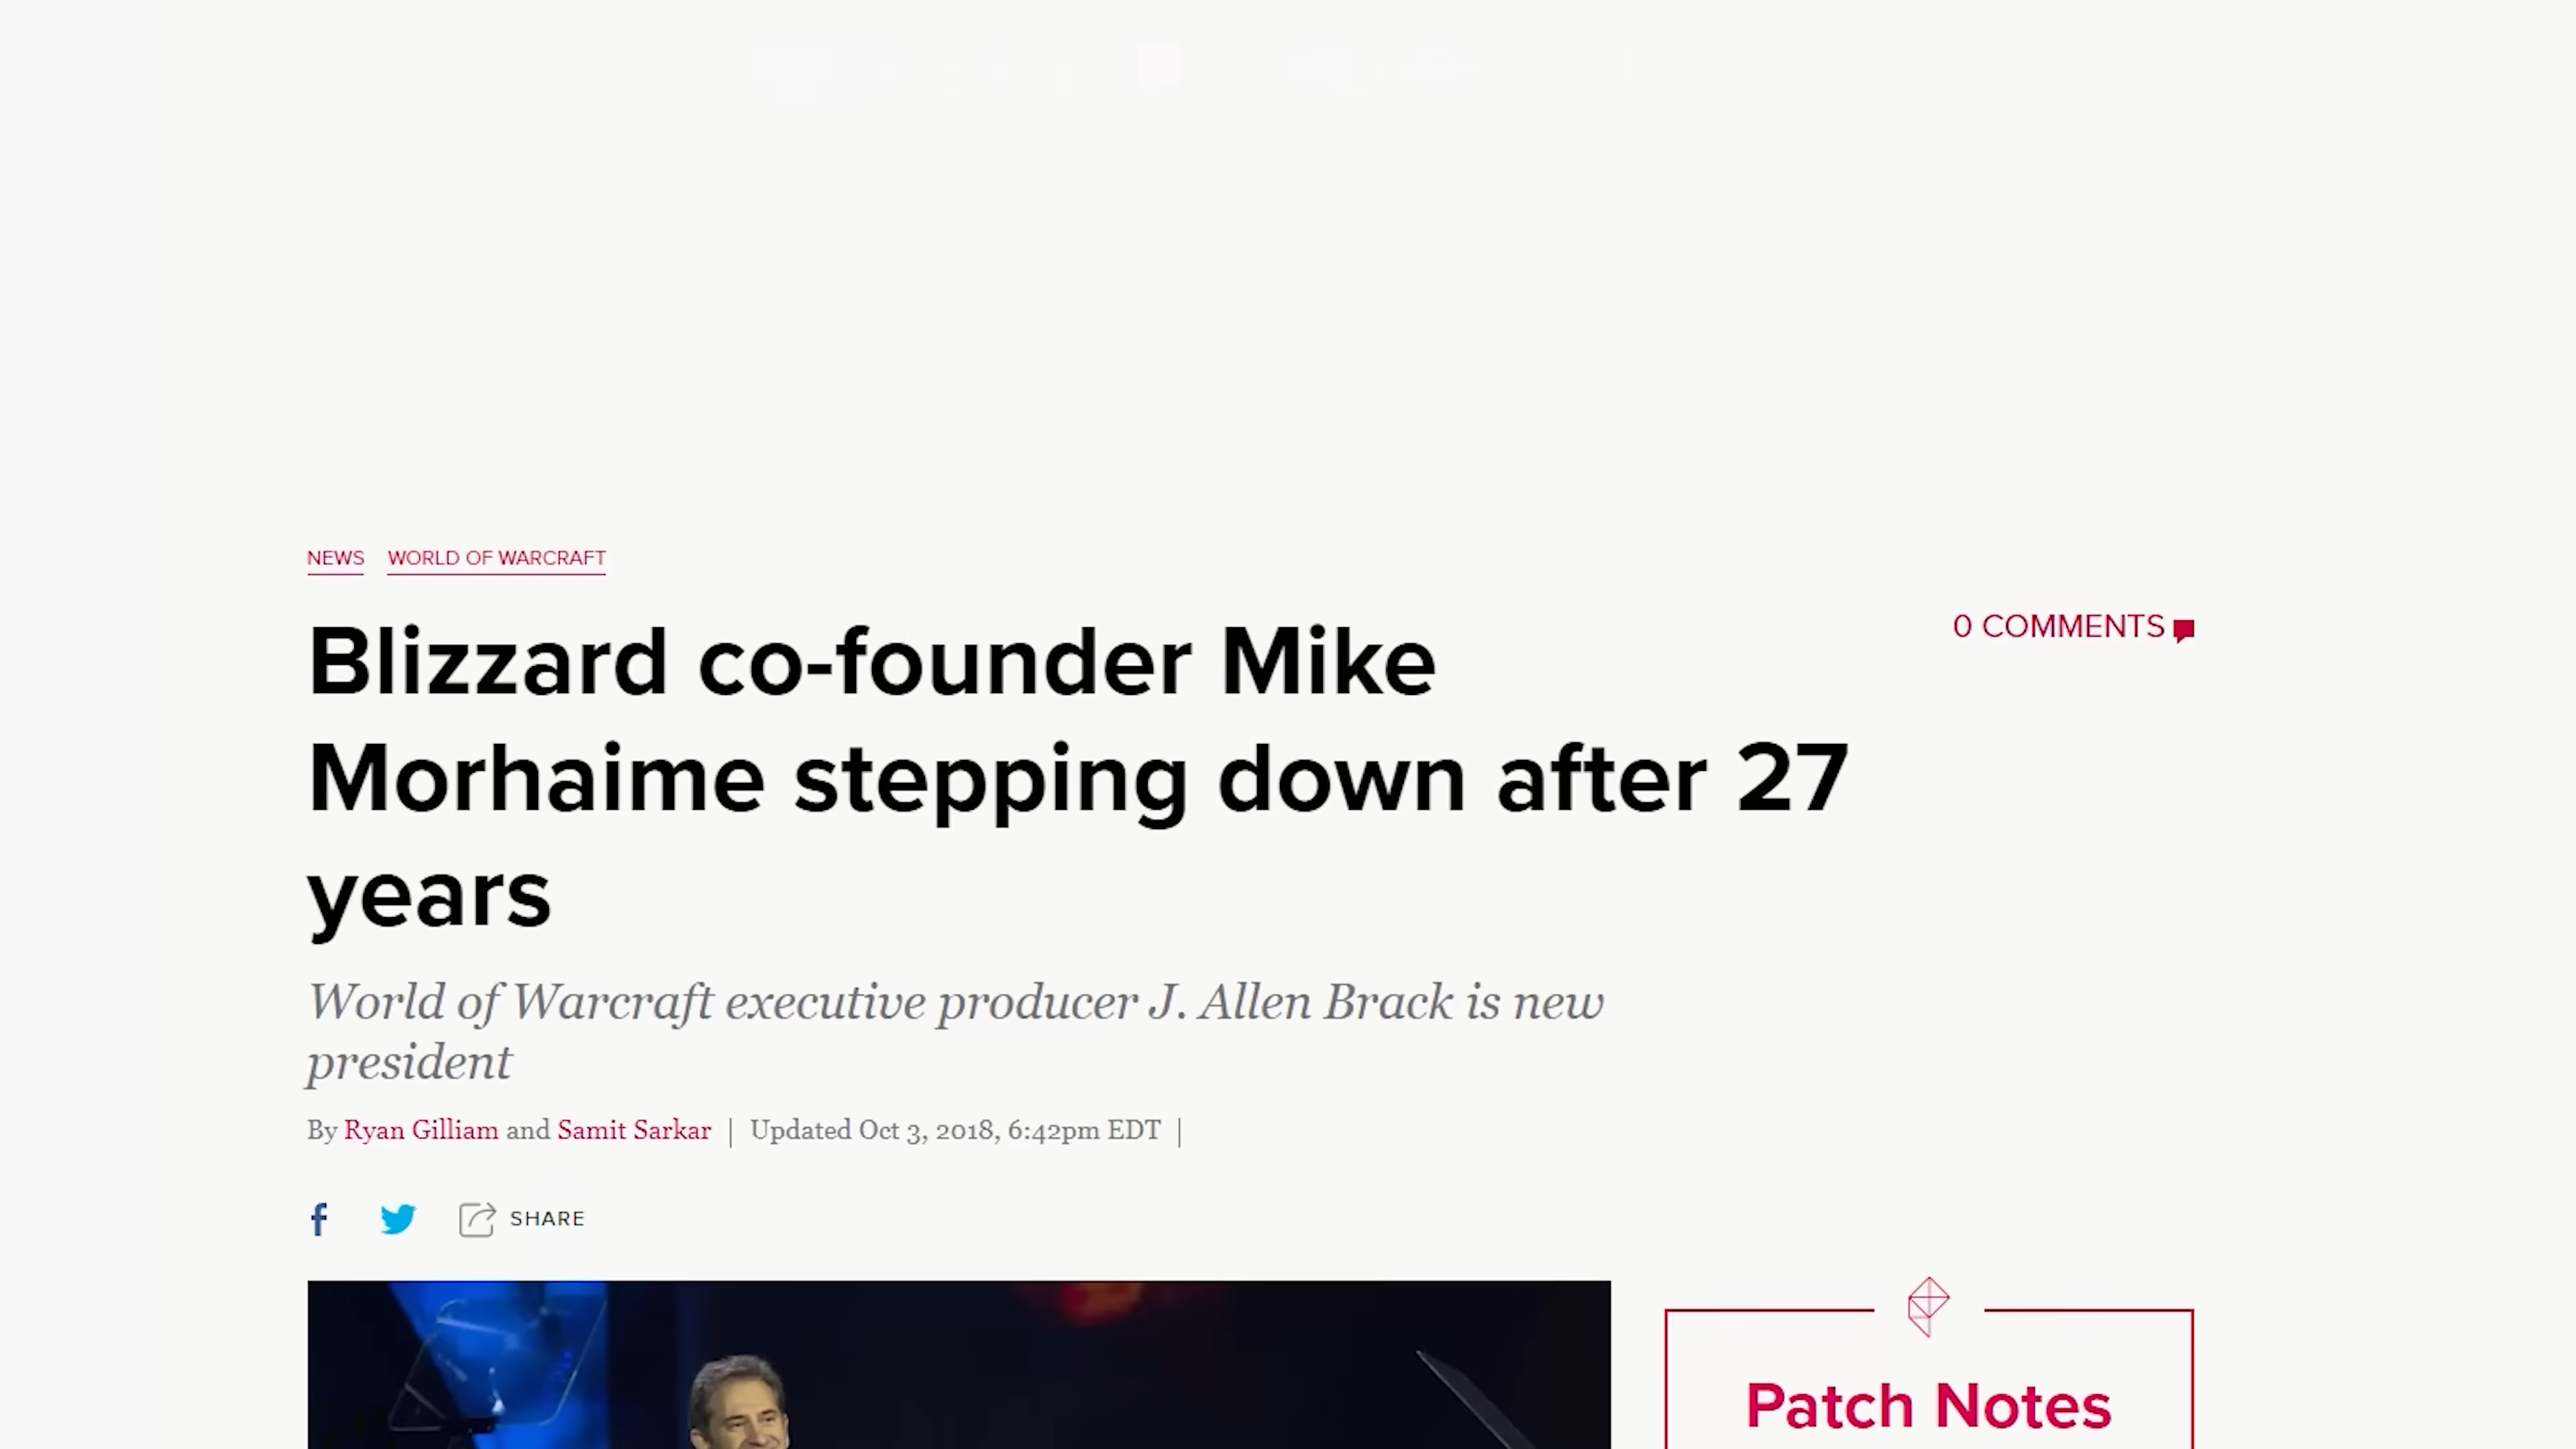 NEWS WORLD OF WARCRAFT
Blizzard co-founder Mike
Morhaime stepping down after 27
years
0 COMMENTS
World of Warcraft executive producer J. Allen Brack is new
president
By Ryan Gilliam and Samit Sarkar | Updated Oct 3, 2018, 6:42pm EDT |
SHARE
Patch Notes